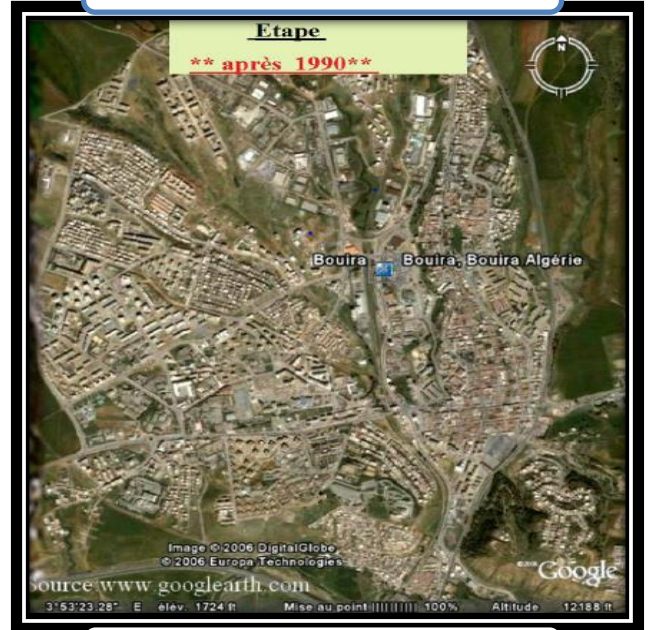 Etape
** après 1990**
N
Bouira
Bouira, Bouira Algérie
Image © 2006 DigitalGlobe
© 2006 Europa Technologies
© 2006 Google
Source:www.googlearth.com
3°53'23.28" E élév. 1724 ft Mise au point |||||||||| 100% Altitude 12188 ft